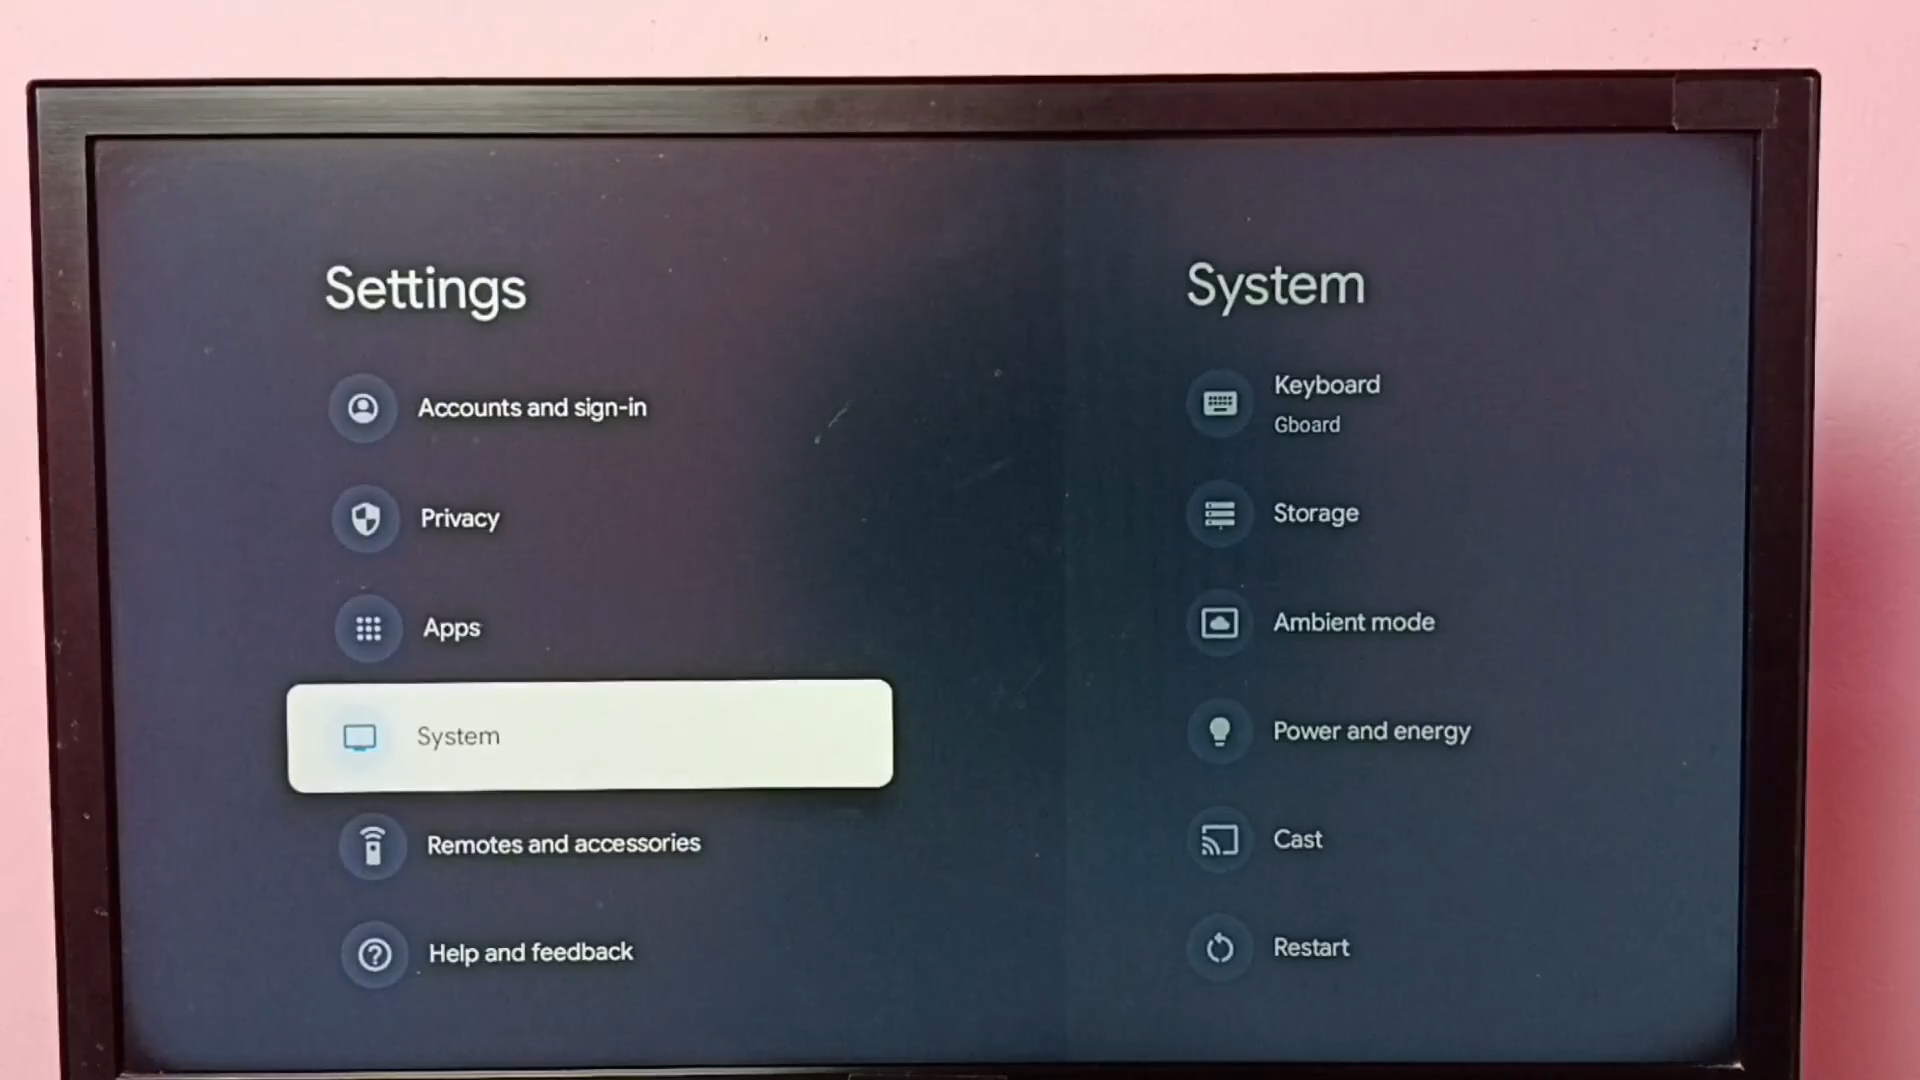 Settings
Accounts and sign-in
Privacy
Apps
System
Remotes and accessories
Help and feedback
System
Keyboard
Gboard
Storage
Ambient mode
Power and energy
Cast
Restart